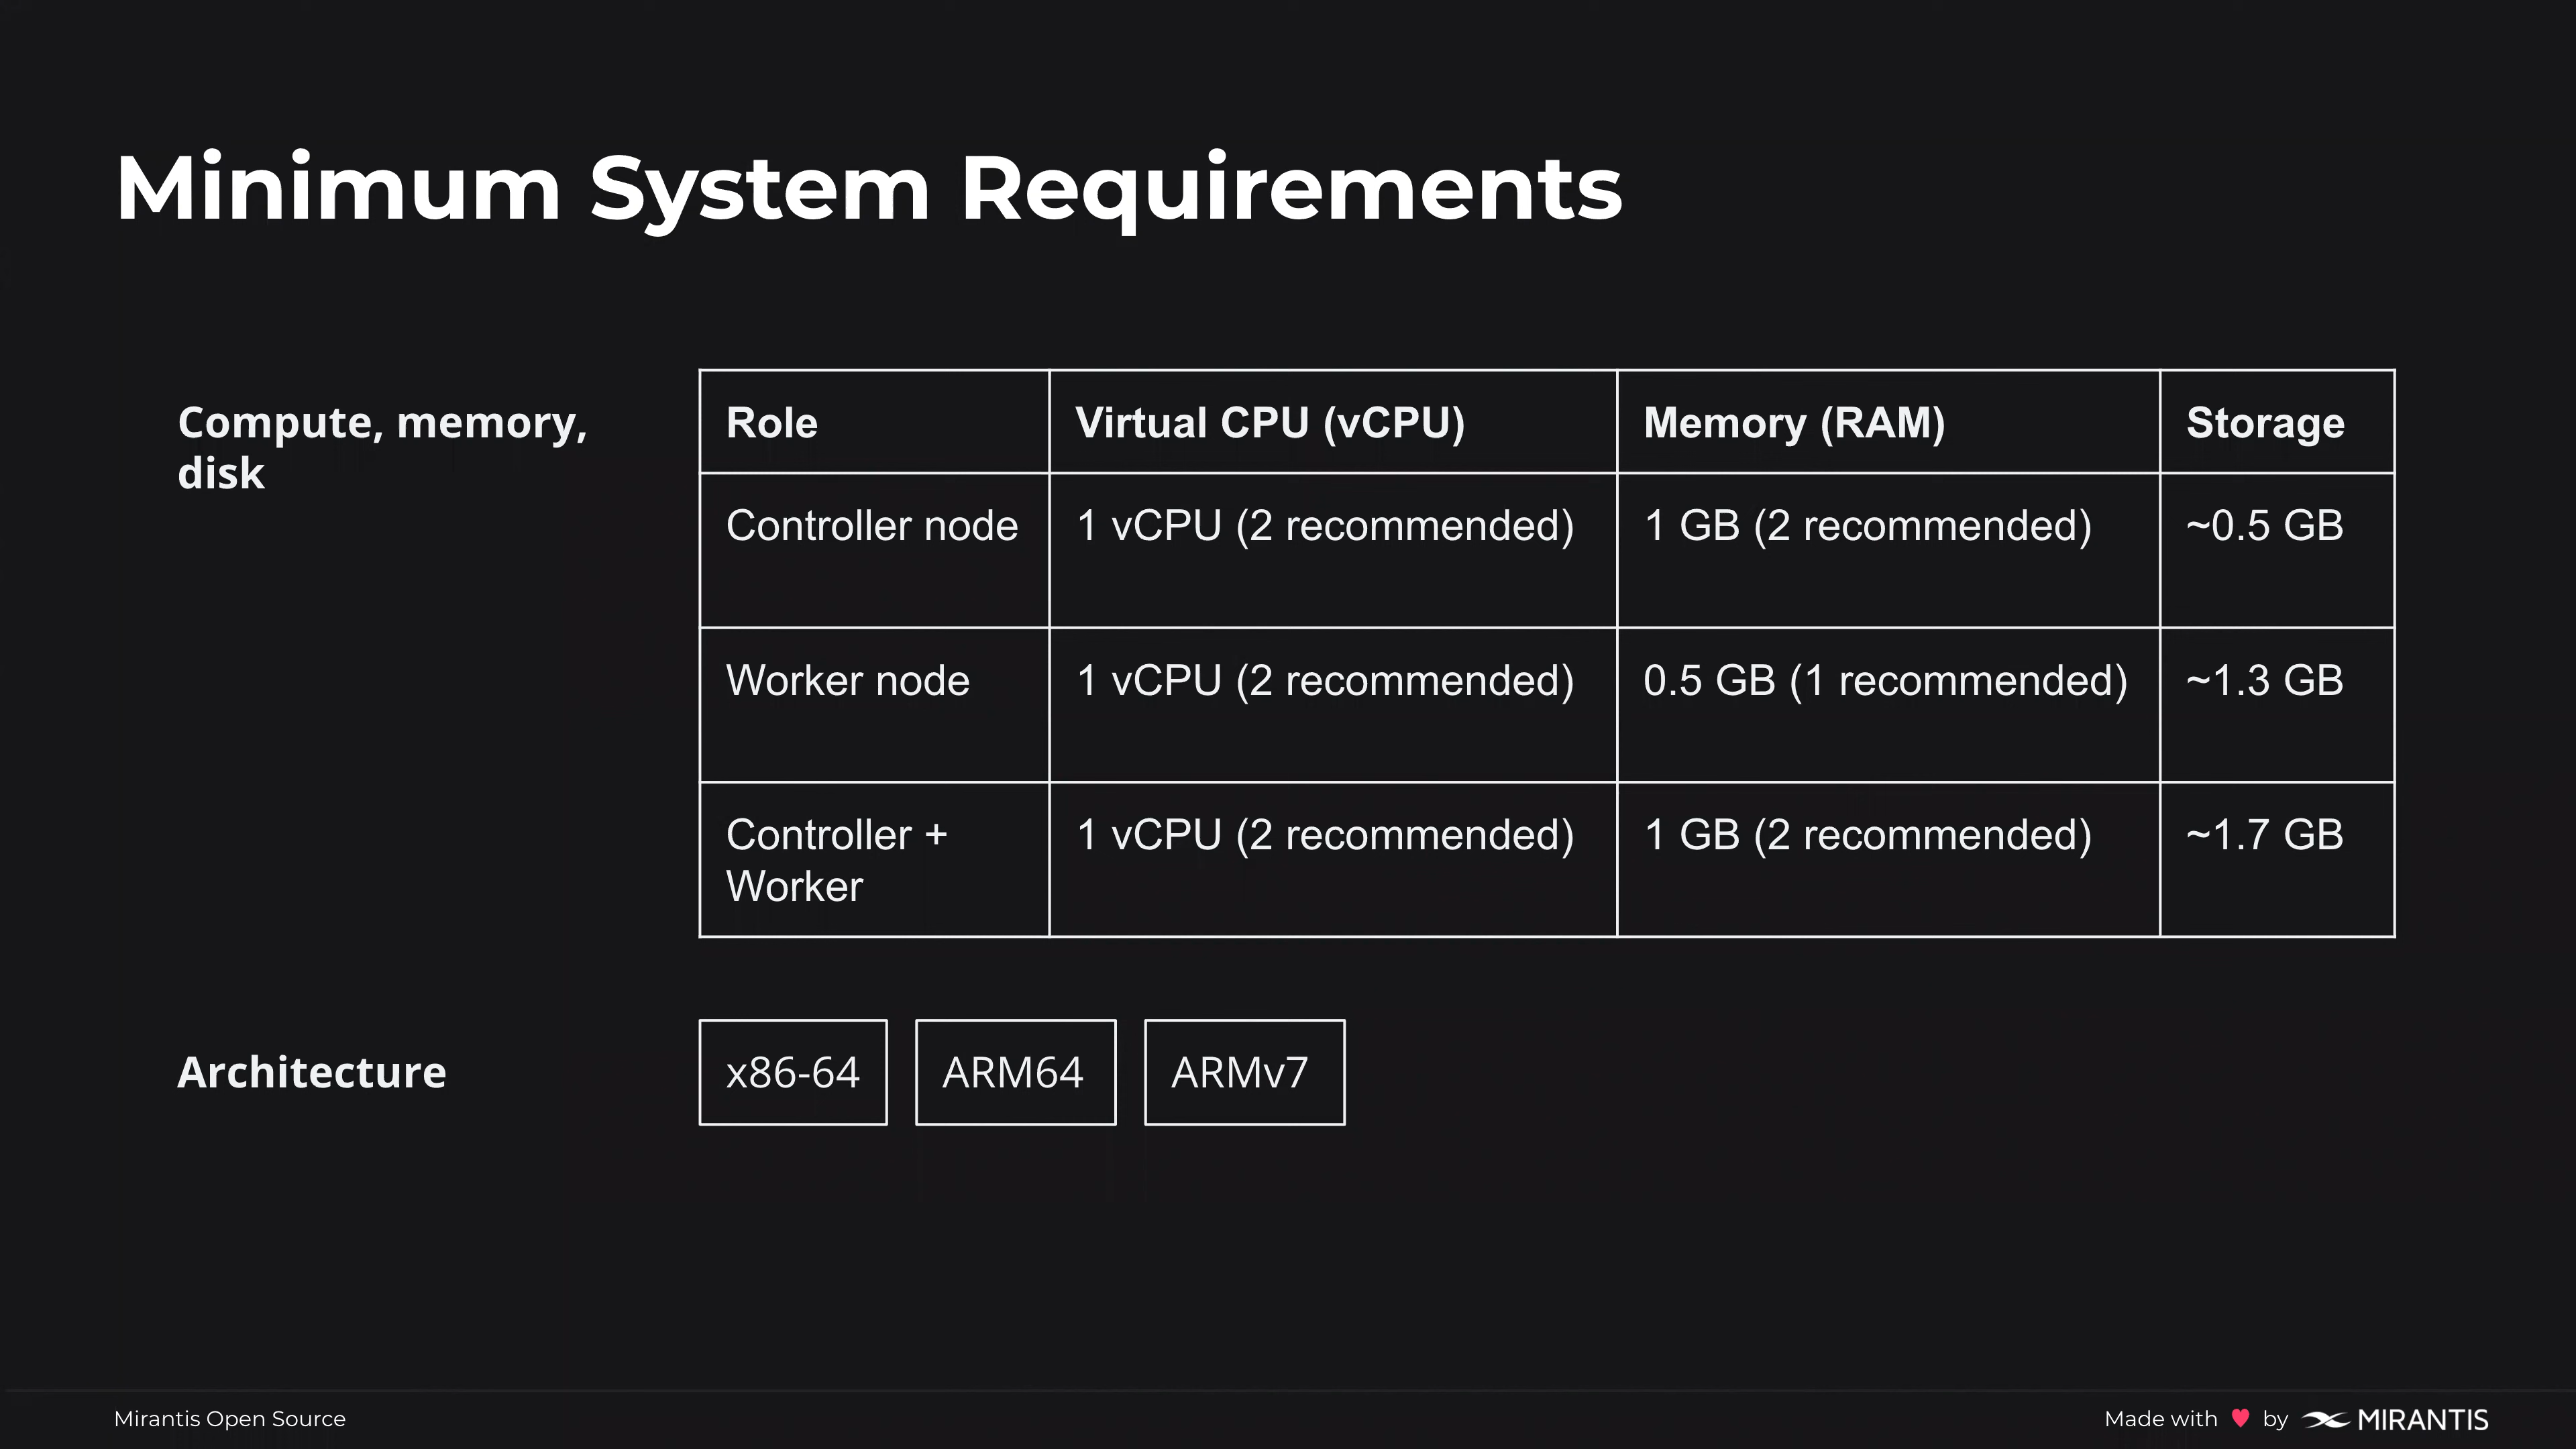 Minimum System Requirements
Compute, memory,
disk
Role Virtual CPU (vCPU) Memory (RAM) Storage
Controller node 1 vCPU (2 recommended) 1 GB (2 recommended) ~0.5 GB
Worker node 1 vCPU (2 recommended) 0.5 GB (1 recommended) ~1.3 GB
Controller + 1 vCPU (2 recommended) 1 GB (2 recommended) ~1.7 GB
Worker
Architecture x86-64 ARM64 ARMv7
Mirantis Open Source Made with ♥ by MIRANTIS